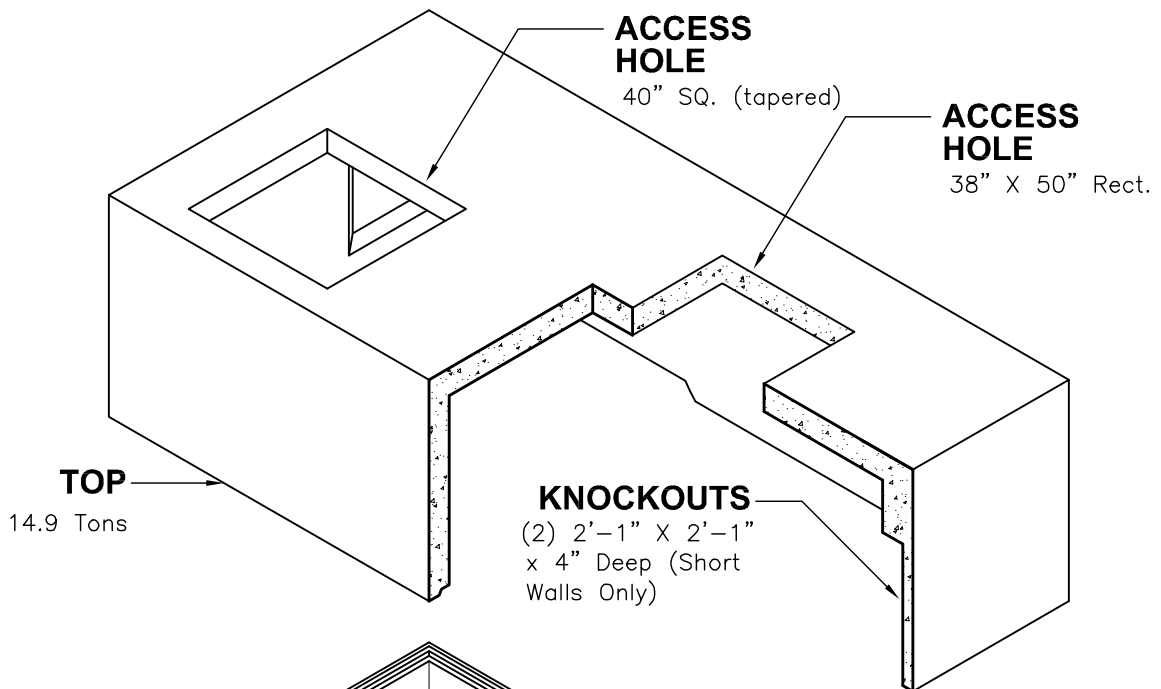 ACCESS
HOLE
40” SQ. (tapered)
ACCESS
HOLE
38” X 50” Rect.
TOP
14.9 Tons
KNOCKOUTS
(2) 2’–1” X 2’–1”
x 4” Deep (Short
Walls Only)